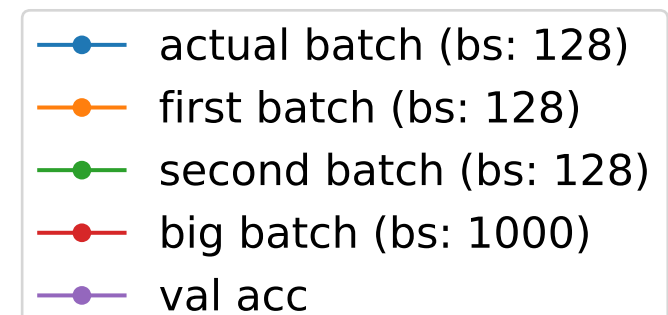 actual batch (bs: 128)
first batch (bs: 128)
second batch (bs: 128)
big batch (bs: 1000)
val acc